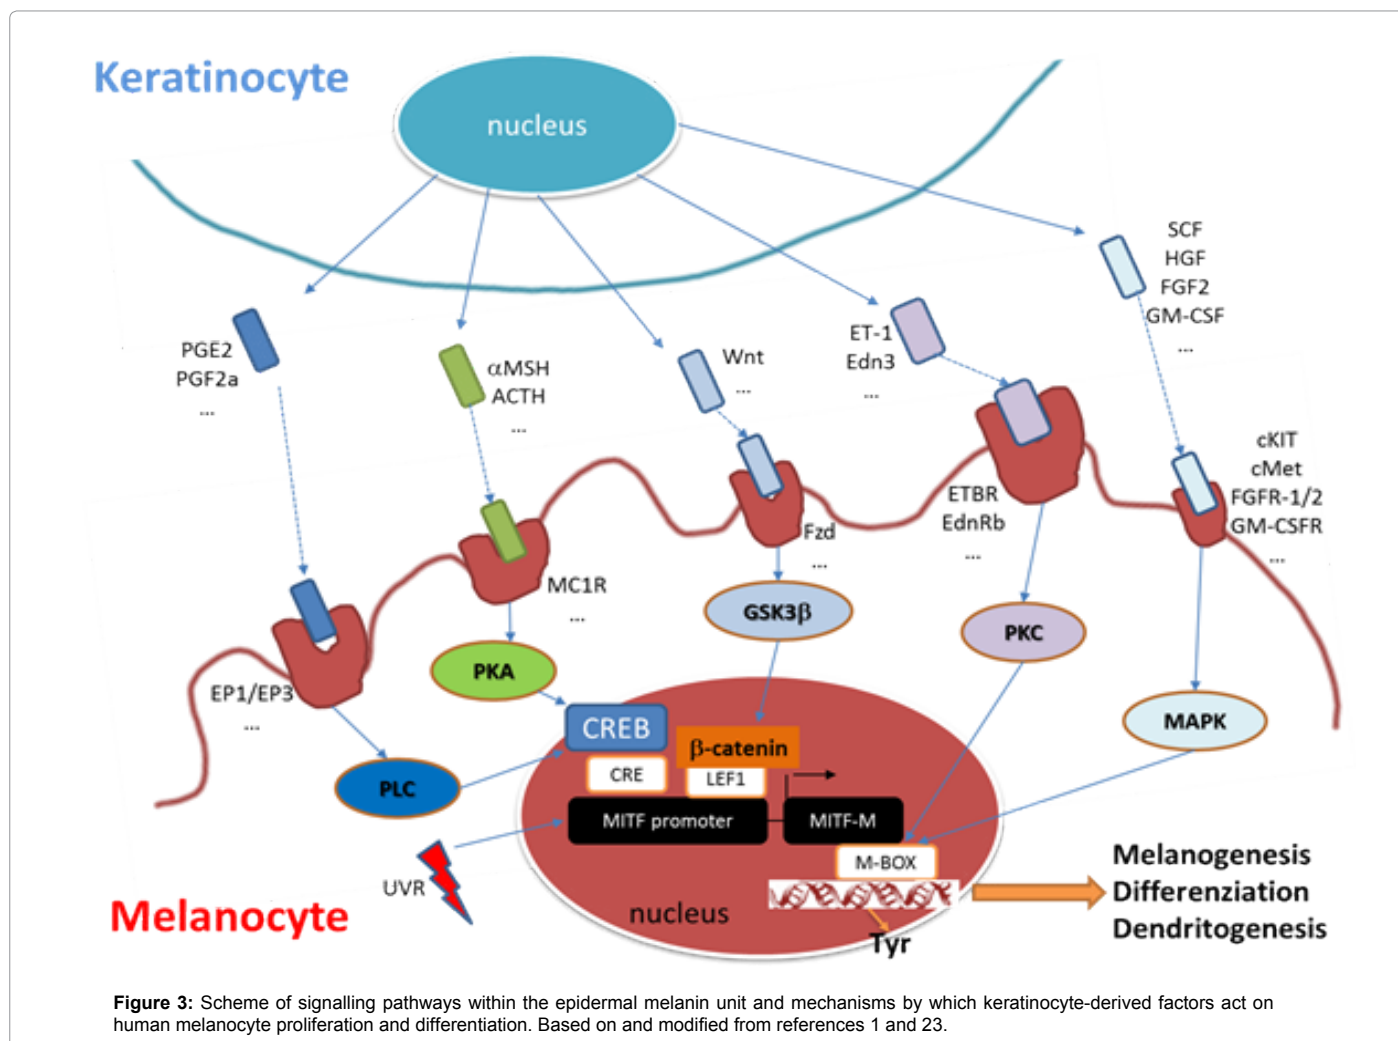 Keratinocyte
nucleus
SCF
HGF
FGF2
GM-CSF
...
PGE2
PGF2a
...
αMSH
ACTH
...
Wnt
...
ET-1
Edn3
...
cKIT
cMet
FGFR-1/2
GM-CSFR
...
ETBR
EdnRb
...
Fzd
...
MC1R
...
EP1/EP3
...
GSK3β
PKC
PKA
MAPK
PLC
CREB
β-catenin
CRE
LEF1
MITF promoter
MITF-M
M-BOX
UVR
Melanocyte
nucleus
Tyr
Melanogenesis
Differenziation
Dendritogenesis
Figure 3: Scheme of signalling pathways within the epidermal melanin unit and mechanisms by which keratinocyte-derived factors act on
human melanocyte proliferation and differentiation. Based on and modified from references 1 and 23.